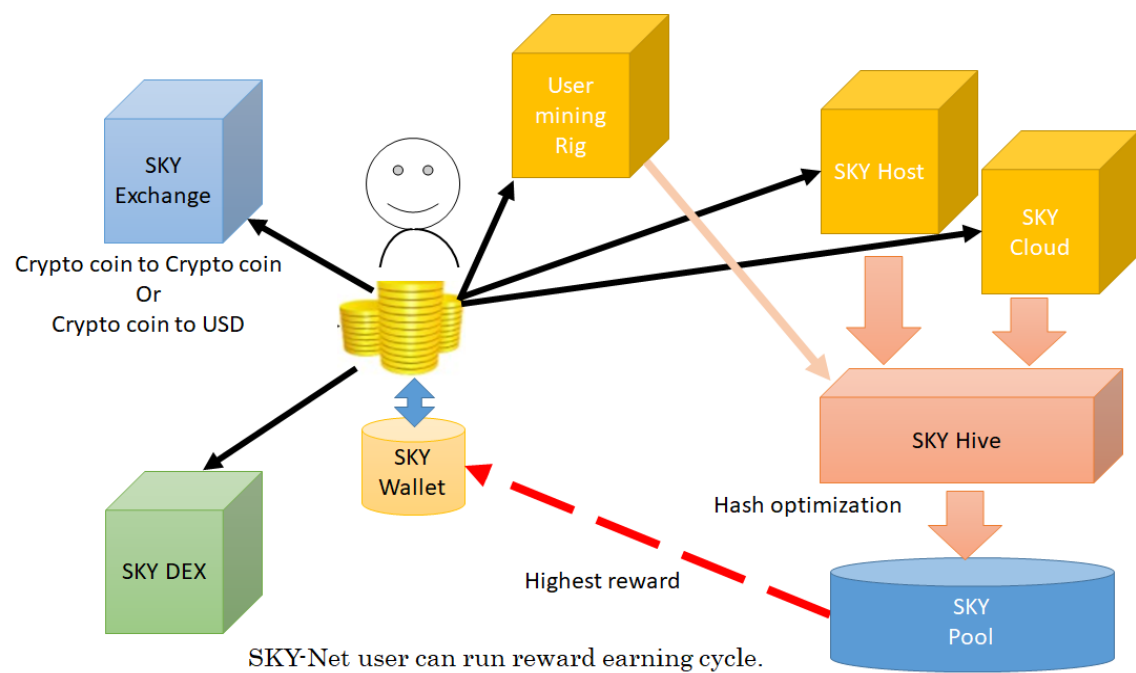 User
mining
Rig
SKY
Exchange
SKY Host
SKY
Cloud
Crypto coin to Crypto coin
Or
Crypto coin to USD
SKY Hive
SKY
Wallet
Hash optimization
SKY DEX
Highest reward
SKY
Pool
SKY-Net user can run reward earning cycle.